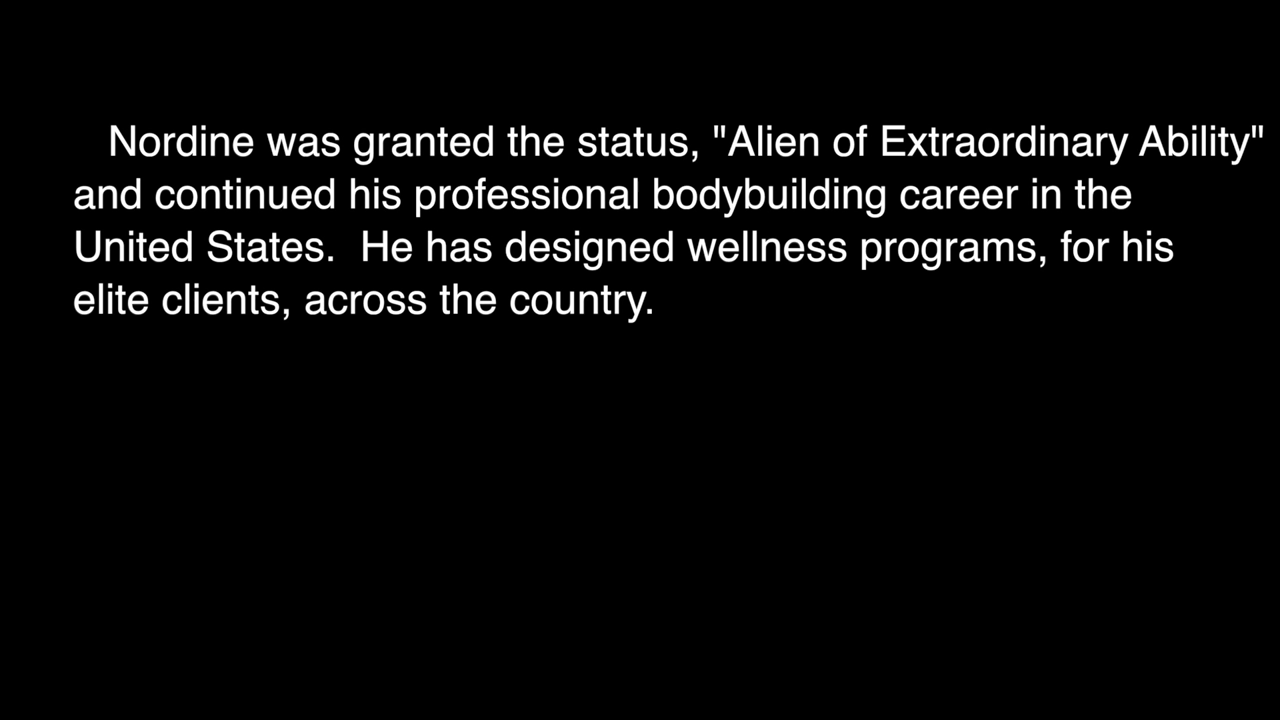 Nordine was granted the status, "Alien of Extraordinary Ability"
and continued his professional bodybuilding career in the
United States.  He has designed wellness programs, for his
elite clients, across the country.